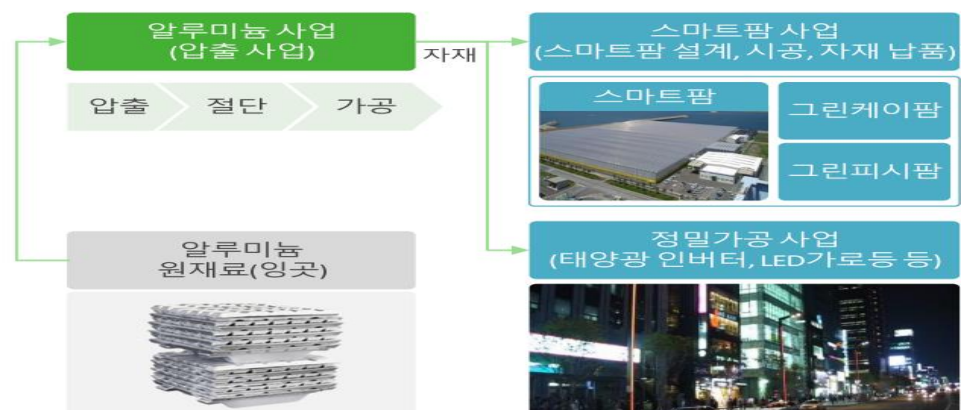 알루미늄 사업
(압출 사업)
자재
스마트팜 사업
(스마트팜 설계, 시공, 자재 납품)
압출
절단
가공
스마트팜
그린케이팜
그린피시팜
알루미늄
원재료(잉곳)
정밀가공 사업
(태양광 인버터, LED가로등 등)